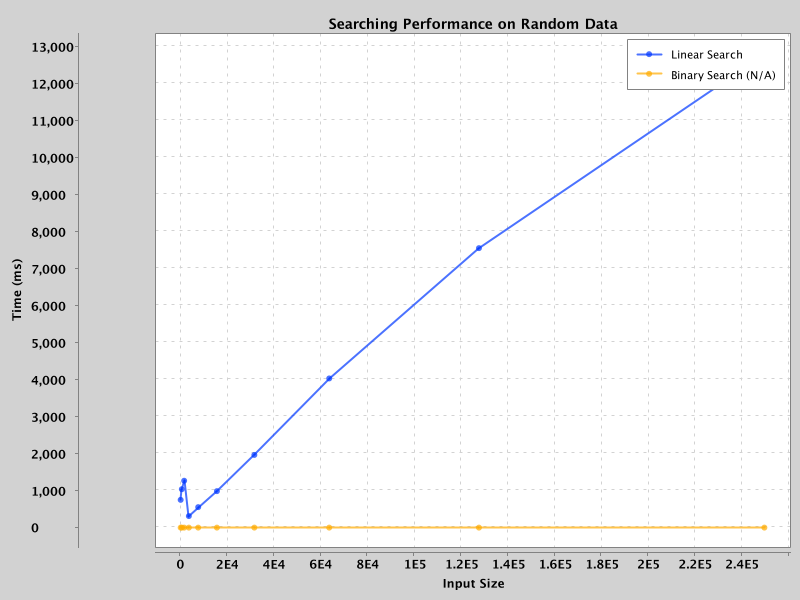 Searching Performance on Random Data
Linear Search
Binary Search (N/A)
13,000
12,000
11,000
10,000
9,000
8,000
7,000
6,000
5,000
4,000
3,000
2,000
1,000
0
Time (ms)
0 2E4 4E4 6E4 8E4 1E5 1.2E5 1.4E5 1.6E5 1.8E5 2E5 2.2E5 2.4E5
Input Size